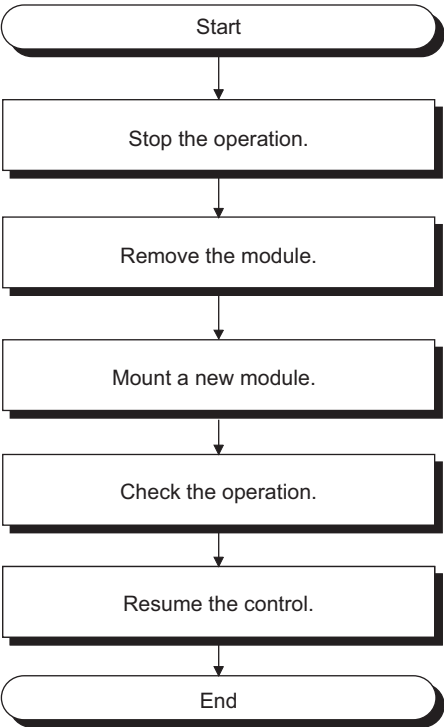 Start
Stop the operation.
Remove the module.
Mount a new module.
Check the operation.
Resume the control.
End